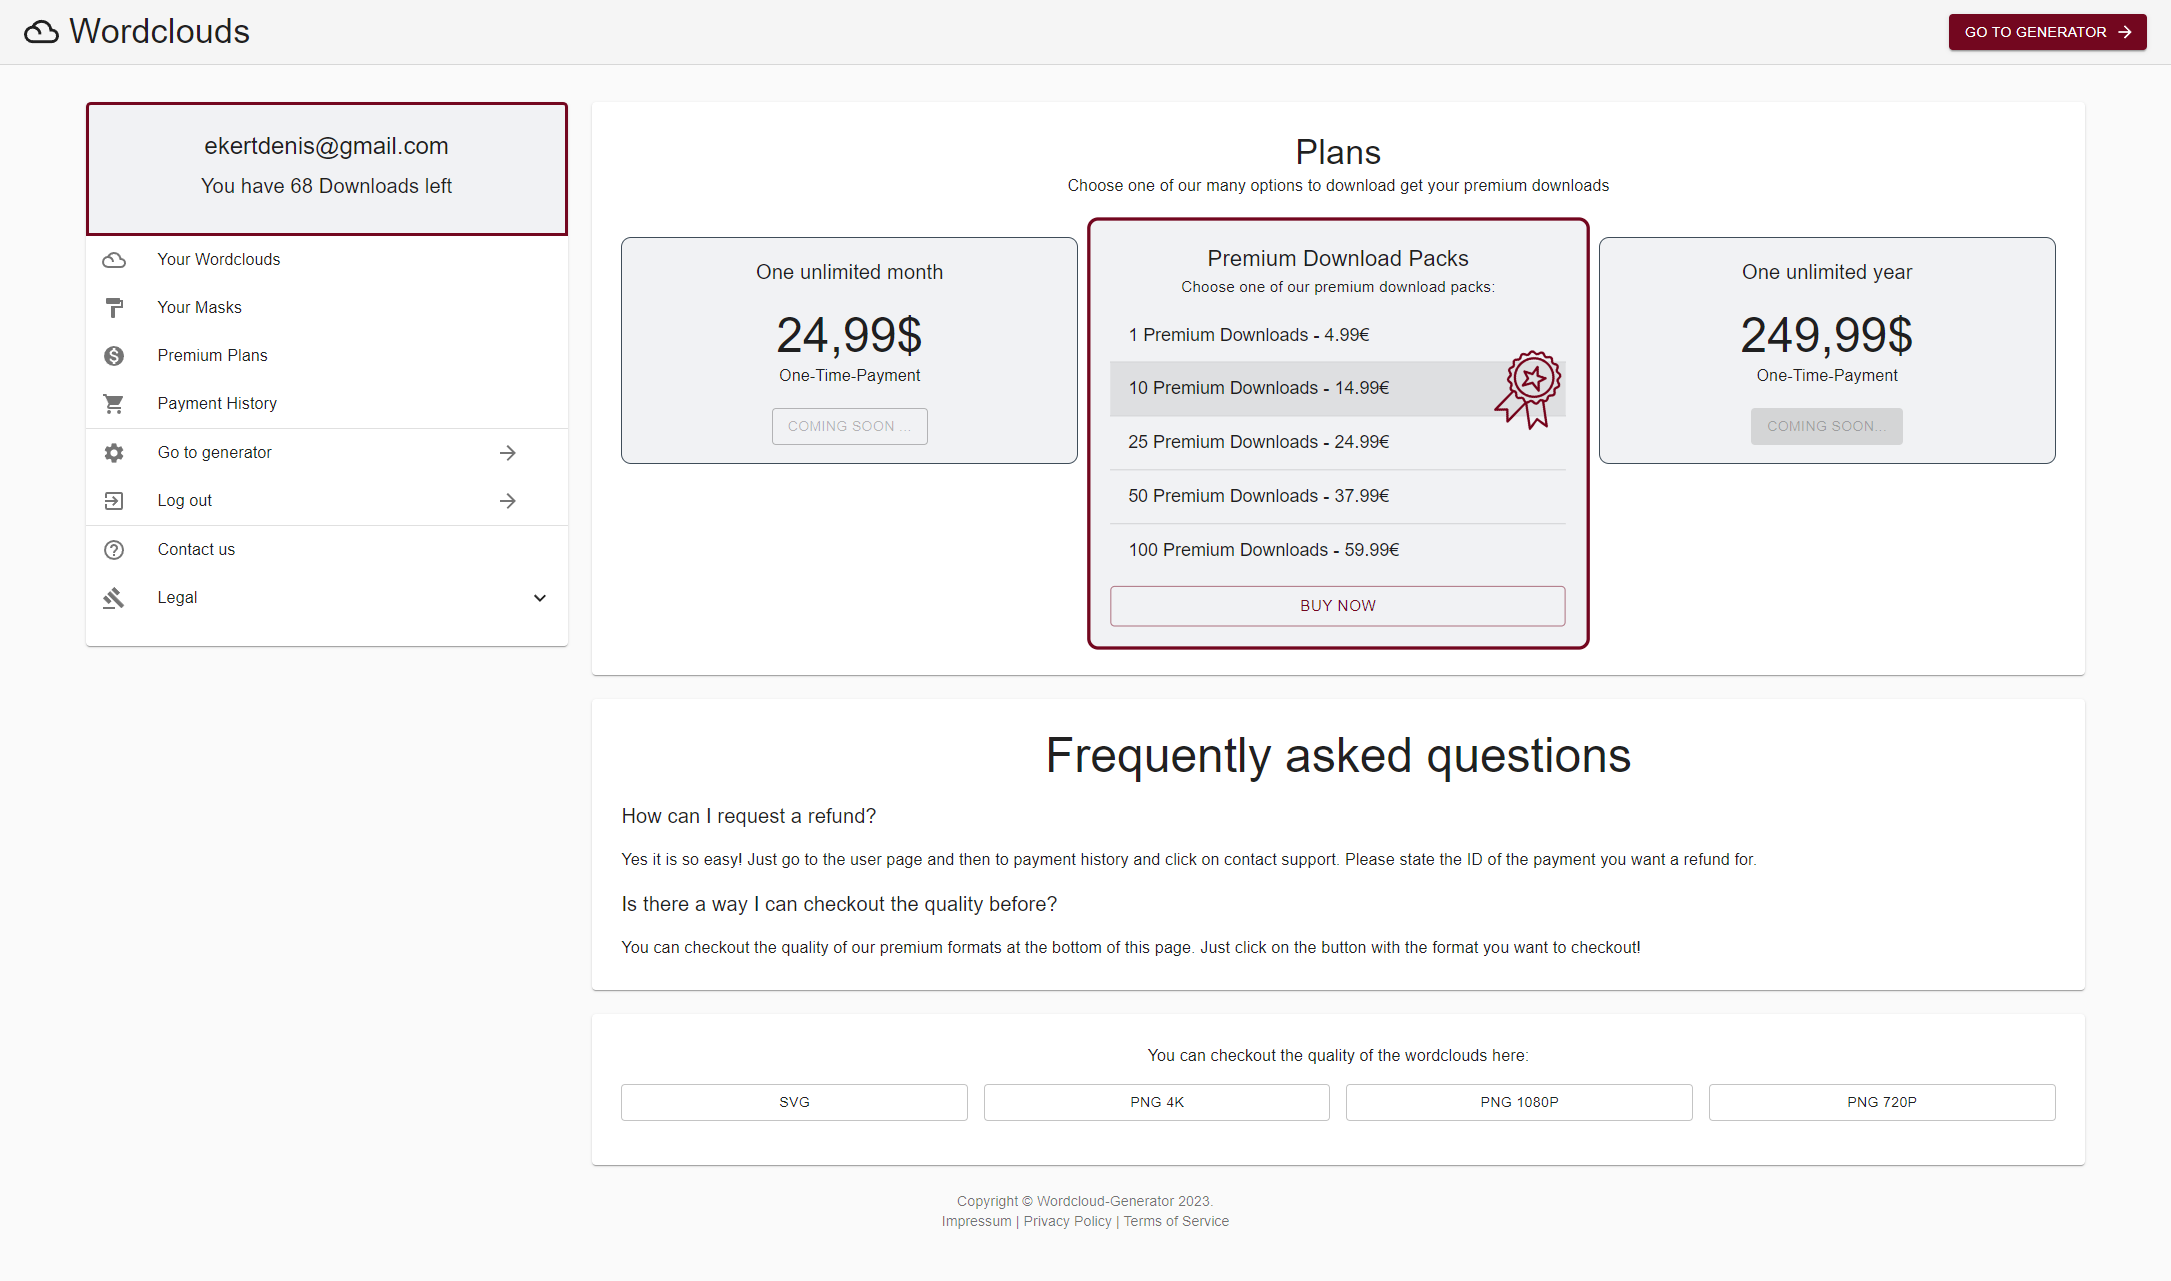 Wordclouds
GO TO GENERATOR
ekertdenis@gmail.com
You have 68 Downloads left
Your Wordclouds
Your Masks
Premium Plans
Payment History
Go to generator
Log out
Contact us
Legal
Plans
Choose one of our many options to download get your premium downloads
One unlimited month
24,99$
One-Time-Payment
COMING SOON ...
Premium Download Packs
Choose one of our premium download packs:
1 Premium Downloads - 4.99€
10 Premium Downloads - 14.99€
25 Premium Downloads - 24.99€
50 Premium Downloads - 37.99€
100 Premium Downloads - 59.99€
BUY NOW
One unlimited year
249,99$
One-Time-Payment
COMING SOON...
Frequently asked questions
How can I request a refund?
Yes it is so easy! Just go to the user page and then to payment history and click on contact support. Please state the ID of the payment you want a refund for.
Is there a way I can checkout the quality before?
You can checkout the quality of our premium formats at the bottom of this page. Just click on the button with the format you want to checkout!
You can checkout the quality of the wordclouds here:
SVG
PNG 4K
PNG 1080P
PNG 720P
Copyright © Wordcloud-Generator 2023.
Impressum | Privacy Policy | Terms of Service